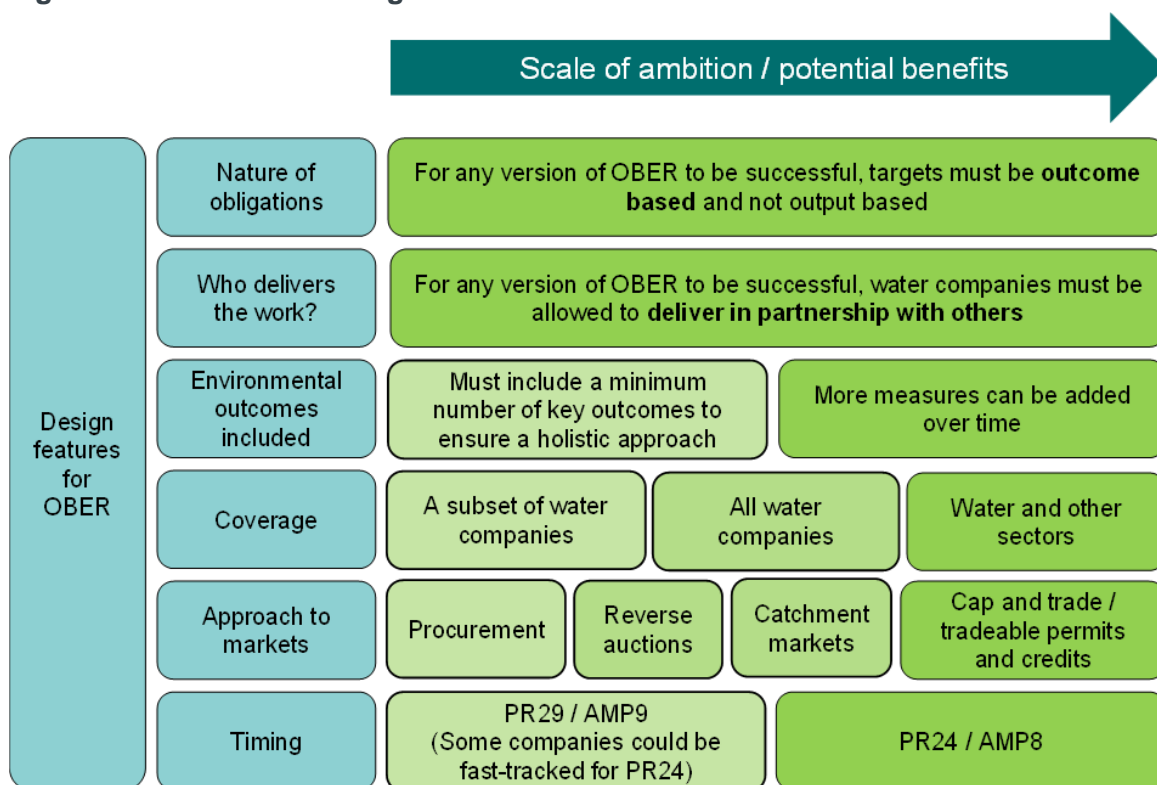 Scale of ambition / potential benefits
Design
features
for
OBER
Nature of
obligations
For any version of OBER to be successful, targets must be outcome
based and not output based
Who delivers
the work?
For any version of OBER to be successful, water companies must be
allowed to deliver in partnership with others
Environmental
outcomes
included
Must include a minimum
number of key outcomes to
ensure a holistic approach
More measures can be added
over time
Coverage
A subset of water
companies
All water
companies
Water and other
sectors
Approach to
markets
Procurement
Reverse
auctions
Catchment
markets
Cap and trade /
tradeable permits
and credits
Timing
PR29 / AMP9
(Some companies could be
fast-tracked for PR24)
PR24 / AMP8